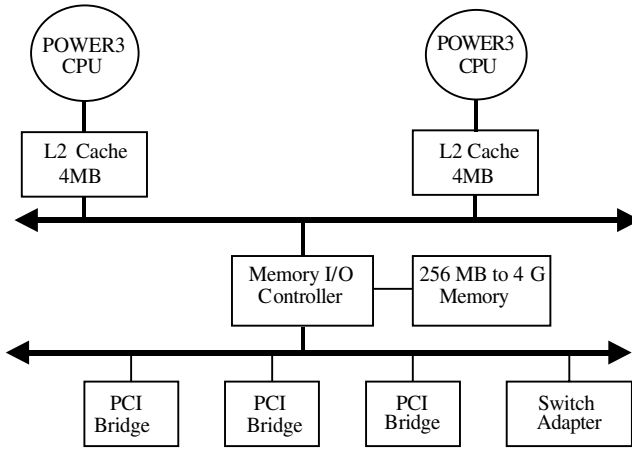 POWER3
CPU
POWER3
CPU
L2 Cache
4MB
L2 Cache
4MB
Memory I/O
Controller
256 MB to 4 G
Memory
PCI
Bridge
PCI
Bridge
PCI
Bridge
Switch
Adapter